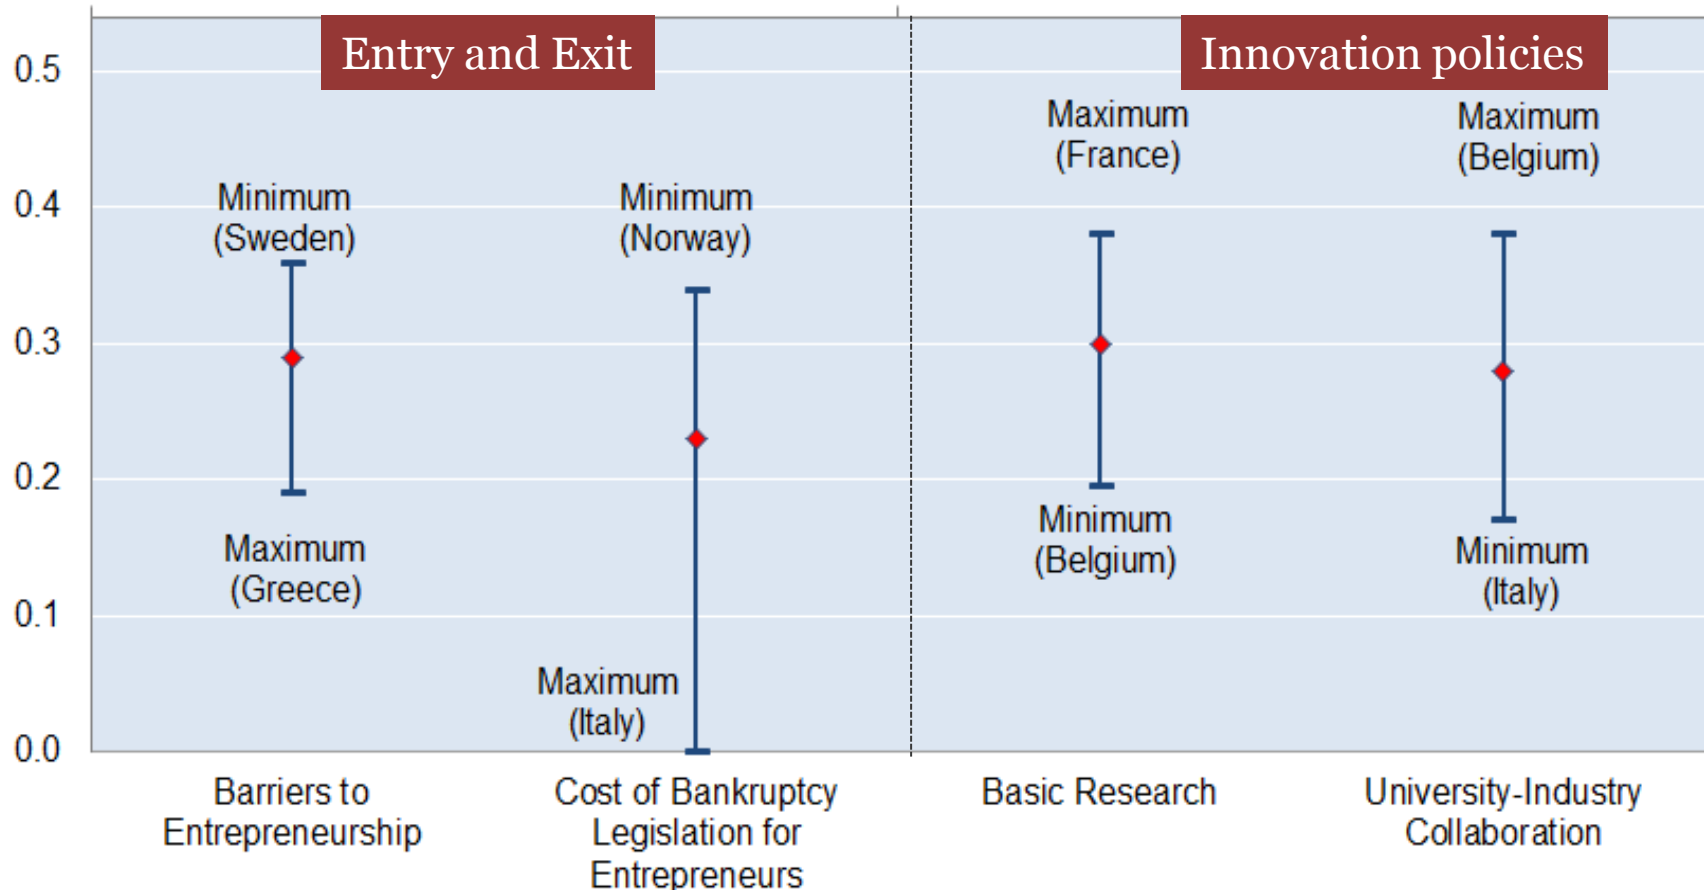 Entry and Exit
Innovation policies
0.5
0.4
0.3
0.2
0.1
0.0
Minimum
(Sweden)
Maximum
(Greece)
Minimum
(Norway)
Maximum
(Italy)
Maximum
(France)
Minimum
(Belgium)
Maximum
(Belgium)
Minimum
(Italy)
Barriers to
Entrepreneurship
Cost of Bankruptcy
Legislation for
Entrepreneurs
Basic Research
University-Industry
Collaboration